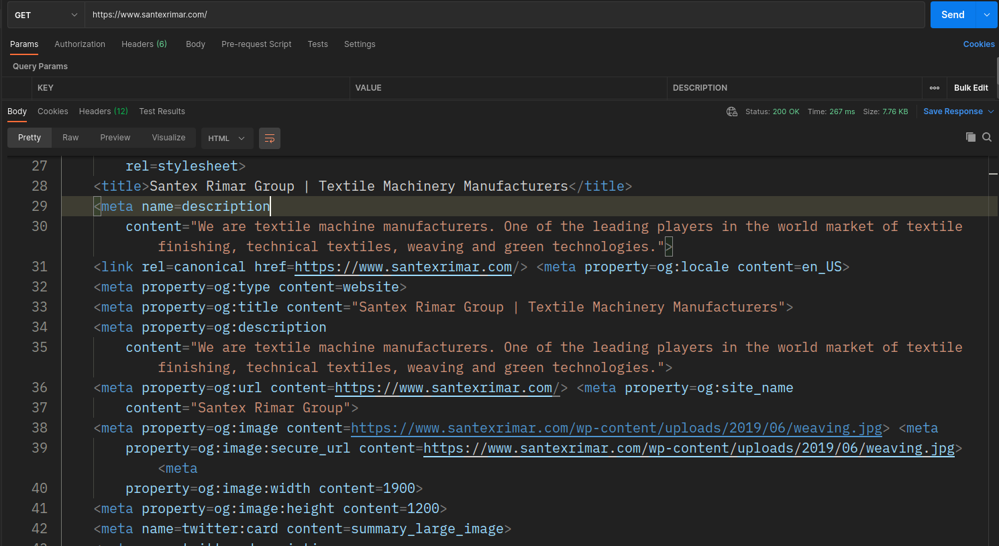 GET https://www.santexrimar.com/ Send
Params Authorization Headers (6) Body Pre-request Script Tests Settings Cookies
Query Params
KEY VALUE DESCRIPTION Bulk Edit
Body Cookies Headers (12) Test Results Status: 200 OK Time: 267 ms Size: 7.76 KB Save Response
Pretty Raw Preview Visualize HTML
27 rel=stylesheet>
28 <title>Santex Rimar Group | Textile Machinery Manufacturers</title>
29 <meta name=description
30 content="We are textile machine manufacturers. One of the leading players in the world market of textile
finishing, technical textiles, weaving and green technologies.">
31 <link rel=canonical href=https://www.santexrimar.com/> <meta property=og:locale content=en_US>
32 <meta property=og:type content=website>
33 <meta property=og:title content="Santex Rimar Group | Textile Machinery Manufacturers">
34 <meta property=og:description
35 content="We are textile machine manufacturers. One of the leading players in the world market of textile
finishing, technical textiles, weaving and green technologies.">
36 <meta property=og:url content=https://www.santexrimar.com/> <meta property=og:site_name
37 content="Santex Rimar Group">
38 <meta property=og:image content=https://www.santexrimar.com/wp-content/uploads/2019/06/weaving.jpg> <meta
39 property=og:image:secure_url content=https://www.santexrimar.com/wp-content/uploads/2019/06/weaving.jpg>
<meta
40 property=og:image:width content=1900>
41 <meta property=og:image:height content=1200>
42 <meta name=twitter:card content=summary_large_image>